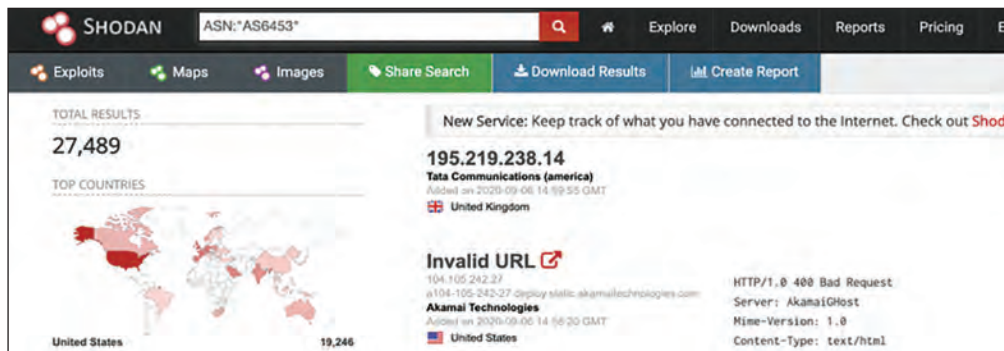 SHODAN ASN:"AS6453" Explore Downloads Reports Pricing E
Exploits Maps Images Share Search Download Results Create Report
TOTAL RESULTS
27,489
TOP COUNTRIES
United States 19,246
New Service: Keep track of what you have connected to the Internet. Check out Shod
195.219.238.14
Tata Communications (america)
Added on 2020-09-06 14:59:55 GMT
United Kingdom
Invalid URL
104.105.242.27
a104-105-242-27.deploy.static.akamaitechnologies.com
Akamai Technologies
Added on 2020-09-06 14:56:20 GMT
United States
HTTP/1.0 400 Bad Request
Server: AkamaiGHost
Mime-Version: 1.0
Content-Type: text/html